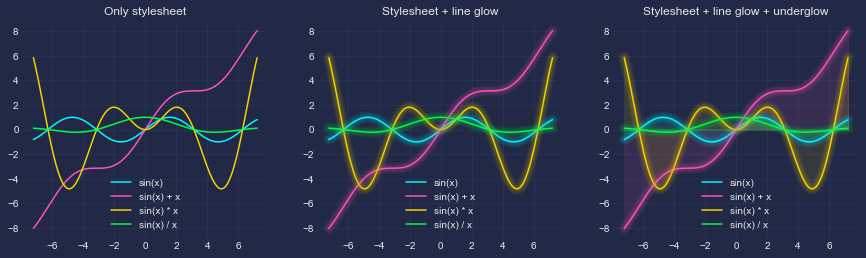 Only stylesheet
8
6
4
2
0
−2
−4
−6
−8
−6 −4 −2 0 2 4 6
sin(x)
sin(x) + x
sin(x) * x
sin(x) / x
Stylesheet + line glow
8
6
4
2
0
−2
−4
−6
−8
−6 −4 −2 0 2 4 6
sin(x)
sin(x) + x
sin(x) * x
sin(x) / x
Stylesheet + line glow + underglow
8
6
4
2
0
−2
−4
−6
−8
−6 −4 −2 0 2 4 6
sin(x)
sin(x) + x
sin(x) * x
sin(x) / x